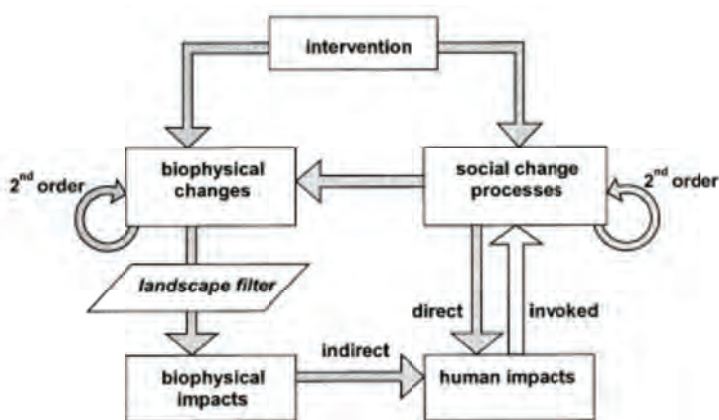 intervention
biophysical
changes
social change
processes
2nd order
2nd order
landscape filter
direct
invoked
indirect
biophysical
impacts
human impacts